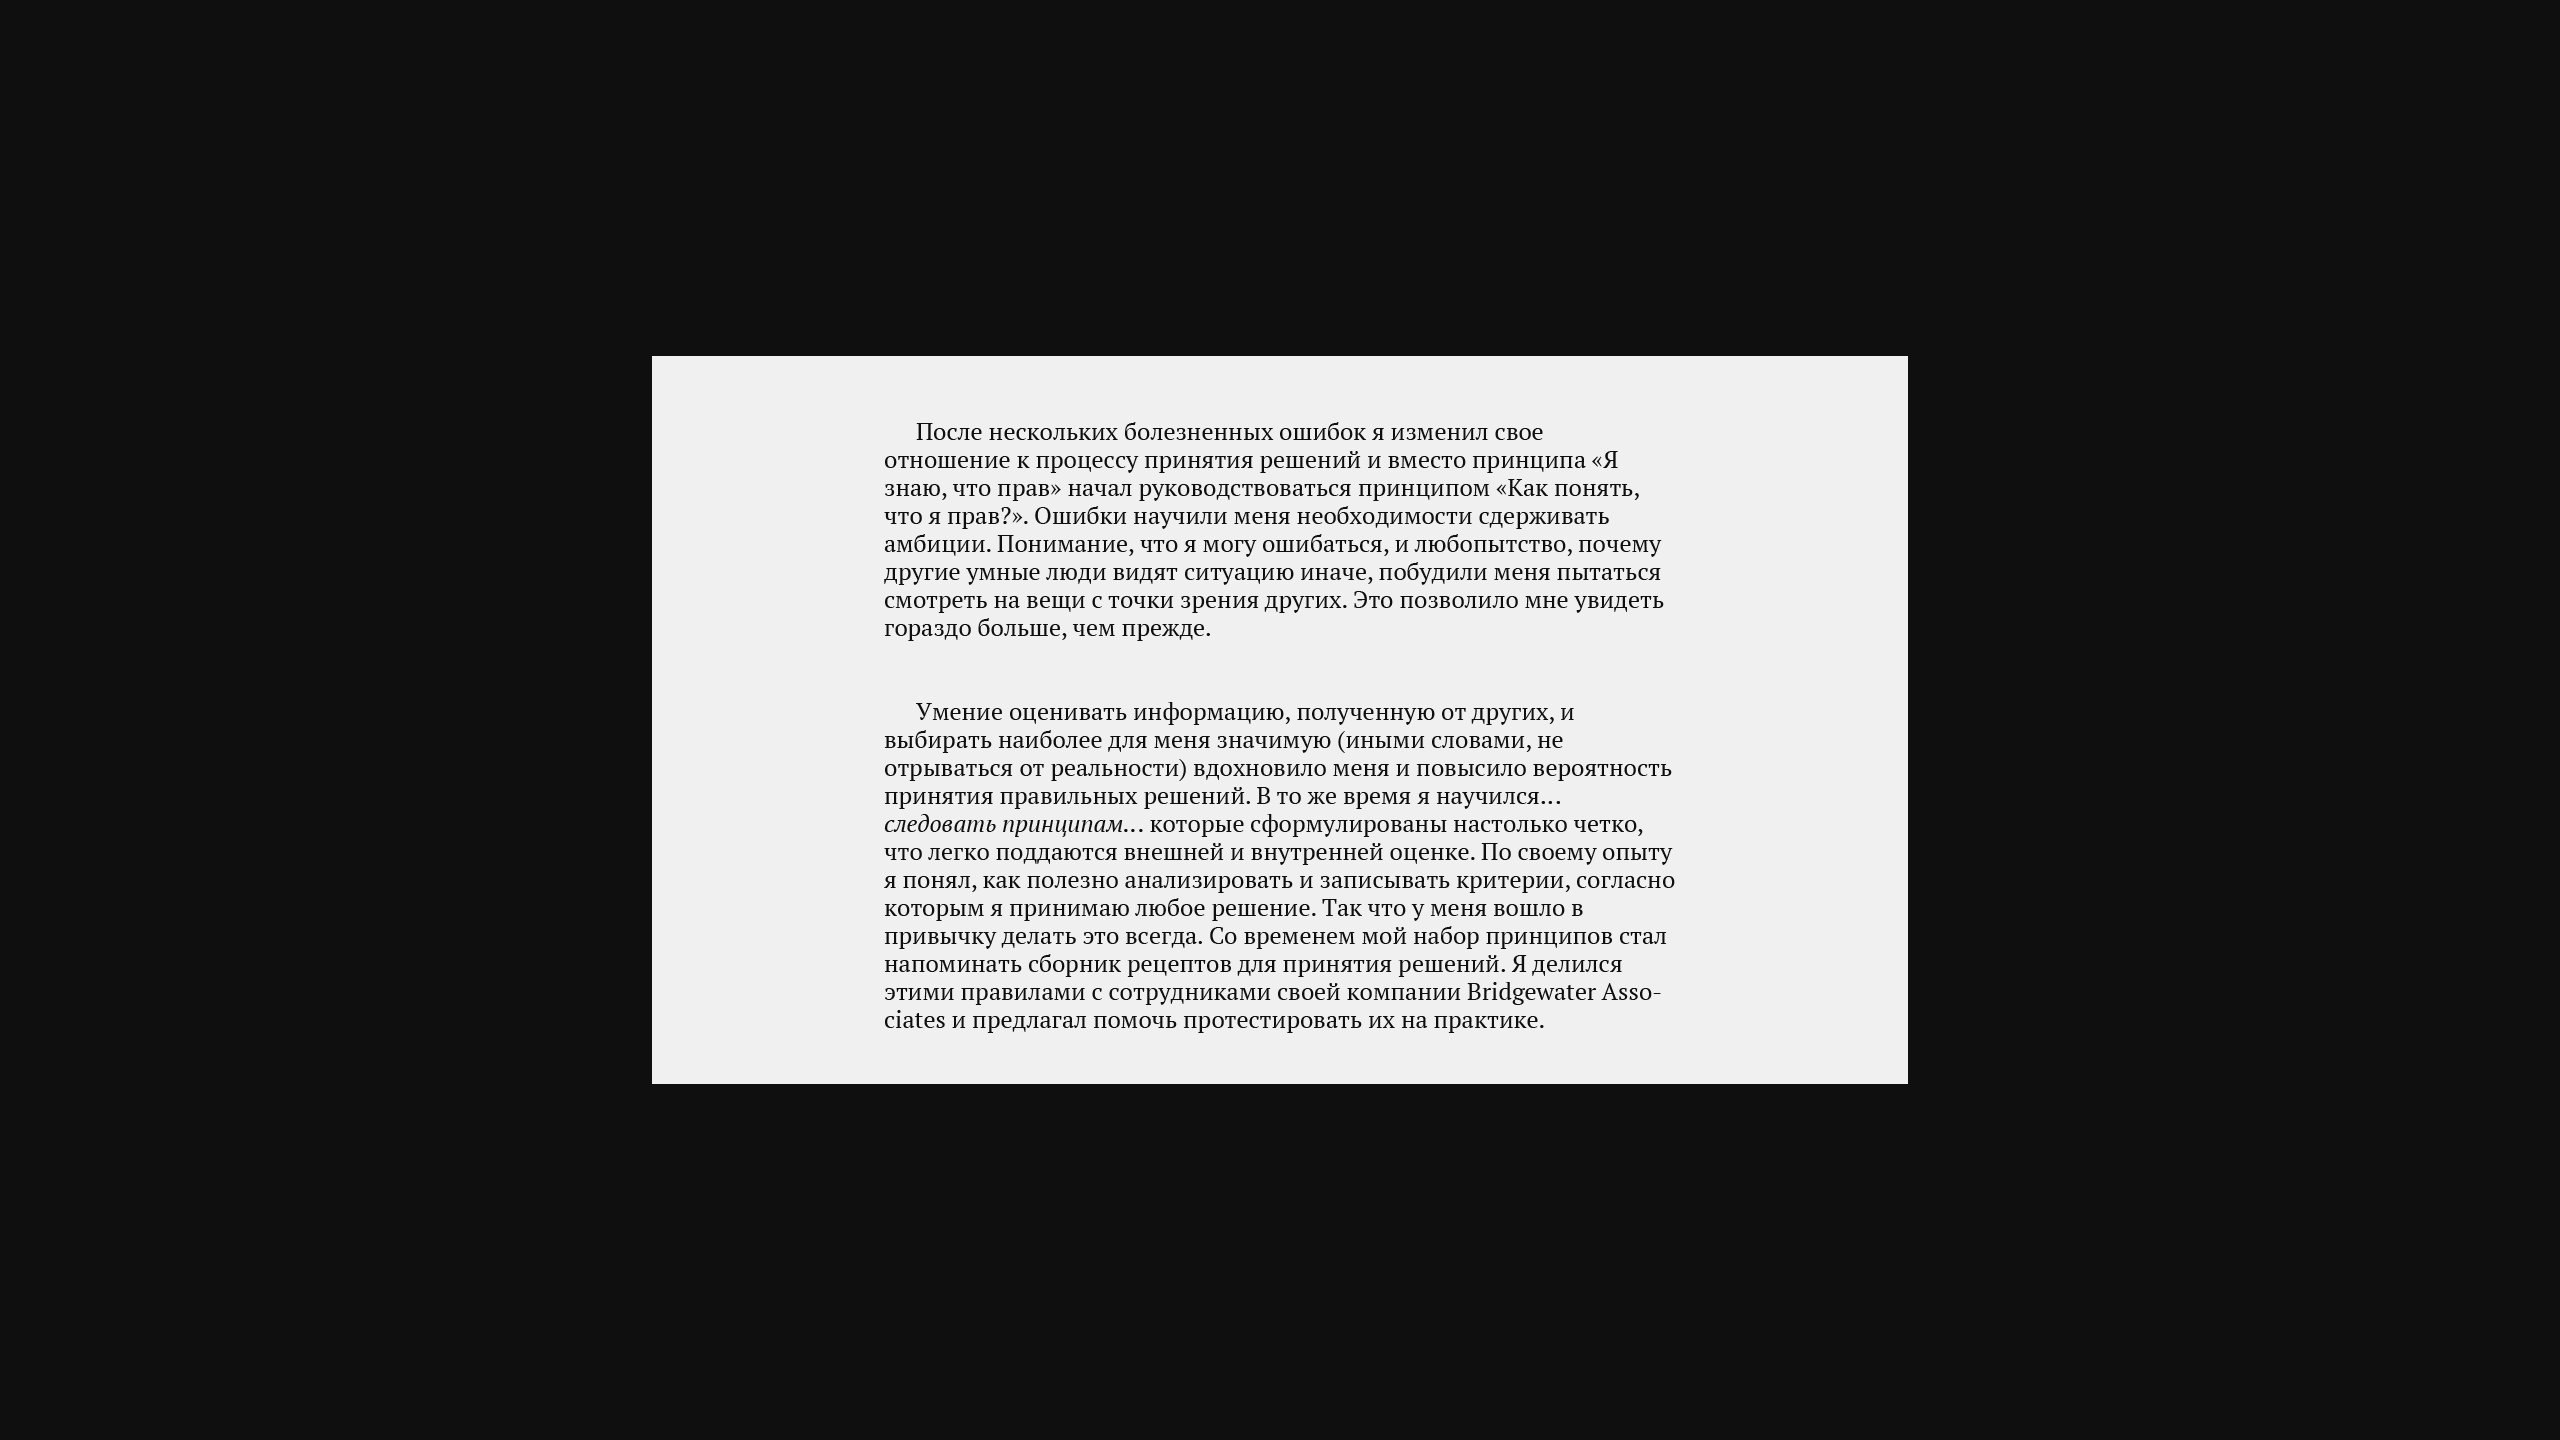 После нескольких болезненных ошибок я изменил свое
отношение к процессу принятия решений и вместо принципа «Я
знаю, что прав» начал руководствоваться принципом «Как понять,
что я прав?». Ошибки научили меня необходимости сдерживать
амбиции. Понимание, что я могу ошибаться, и любопытство, почему
другие умные люди видят ситуацию иначе, побудили меня пытаться
смотреть на вещи с точки зрения других. Это позволило мне увидеть
гораздо больше, чем прежде.
Умение оценивать информацию, полученную от других, и
выбирать наиболее для меня значимую (иными словами, не
отрываться от реальности) вдохновило меня и повысило вероятность
принятия правильных решений. В то же время я научился…
следовать принципам… которые сформулированы настолько четко,
что легко поддаются внешней и внутренней оценке. По своему опыту
я понял, как полезно анализировать и записывать критерии, согласно
которым я принимаю любое решение. Так что у меня вошло в
привычку делать это всегда. Со временем мой набор принципов стал
напоминать сборник рецептов для принятия решений. Я делился
этими правилами с сотрудниками своей компании Bridgewater Asso-
ciates и предлагал помочь протестировать их на практике.